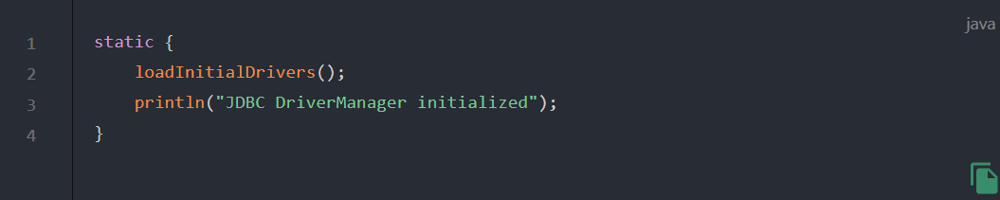 java
1 static {
2     loadInitialDrivers();
3     println("JDBC DriverManager initialized");
4 }